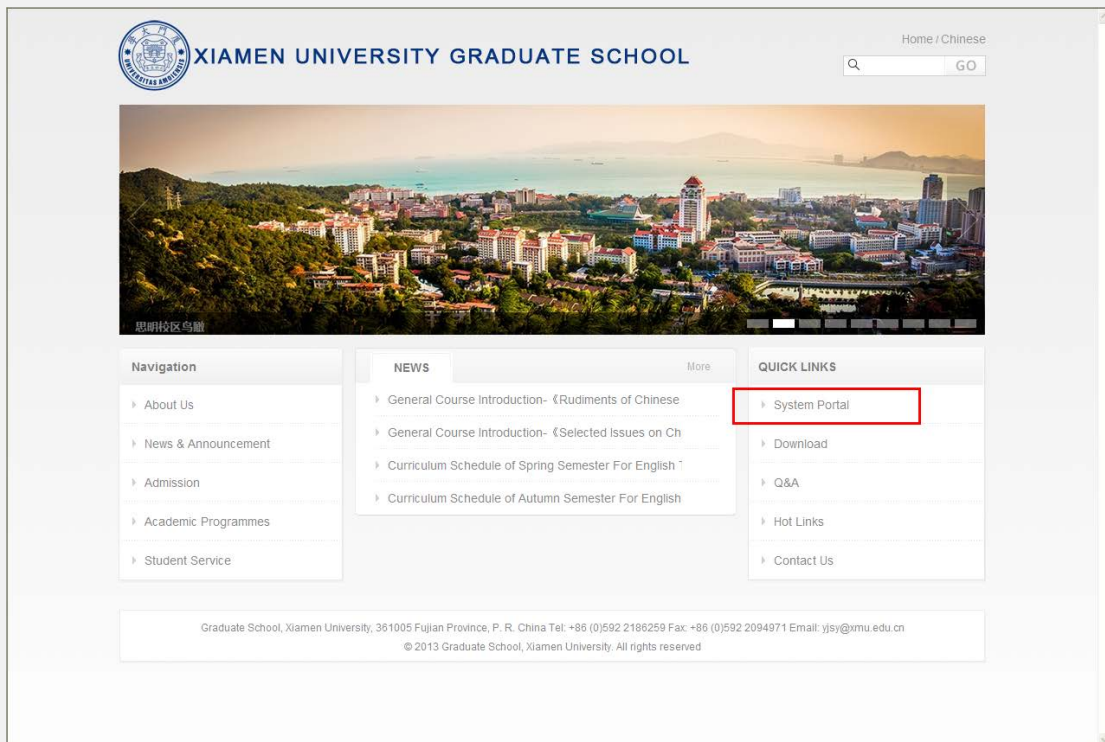 XIAMEN UNIVERSITY GRADUATE SCHOOL
Home / Chinese
GO
思明校区鸟瞰
Navigation
About Us
News & Announcement
Admission
Academic Programmes
Student Service
NEWS
More
General Course Introduction-《Rudiments of Chinese
General Course Introduction-《Selected Issues on Ch
Curriculum Schedule of Spring Semester For English
Curriculum Schedule of Autumn Semester For English
QUICK LINKS
System Portal
Download
Q&A
Hot Links
Contact Us
Graduate School, Xiamen University, 361005 Fujian Province, P. R. China Tel: +86 (0)592 2186259 Fax: +86 (0)592 2094971 Email: yjsy@xmu.edu.cn
© 2013 Graduate School, Xiamen University. All rights reserved